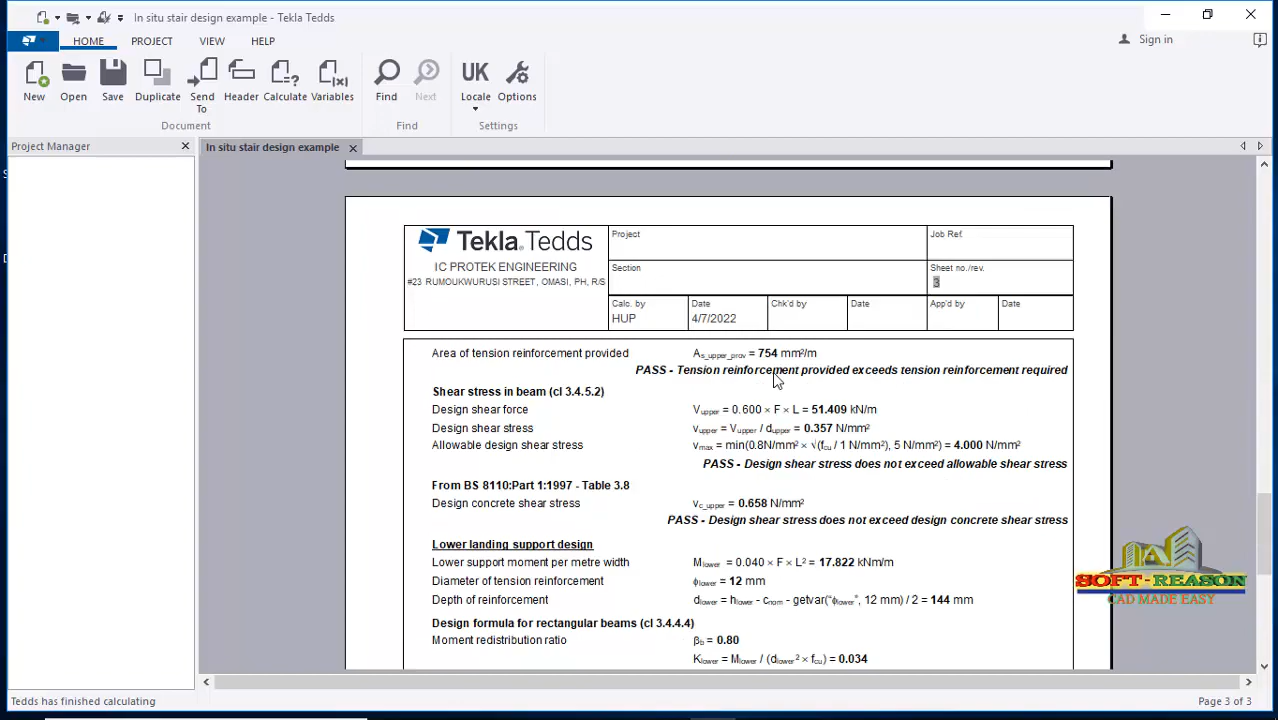 In situ stair design example - Tekla Tedds
HOME PROJECT VIEW HELP
Sign in
New Open Save Duplicate Send To Header Calculate Variables Find Next UK Locale Options
Document Find Settings
Project Manager
In situ stair design example
Tekla Tedds
IC PROTEK ENGINEERING
#23 RUMOUKWURUSI STREET, OMASI, PH, R/S
Project
Job Ref.
Section
Sheet no./rev.
3
Calc. by
HUP
Date
4/7/2022
Chk'd by
Date
App'd by
Date
Area of tension reinforcement provided As_upper_prov = 754 mm²/m
PASS - Tension reinforcement provided exceeds tension reinforcement required
Shear stress in beam (cl 3.4.5.2)
Design shear force Vupper = 0.600 × F × L = 51.409 kN/m
Design shear stress vupper = Vupper / dupper = 0.357 N/mm²
Allowable design shear stress vmax = min(0.8N/mm² × √(fcu / 1 N/mm²), 5 N/mm²) = 4.000 N/mm²
PASS - Design shear stress does not exceed allowable shear stress
From BS 8110:Part 1:1997 - Table 3.8
Design concrete shear stress vc_upper = 0.658 N/mm²
PASS - Design shear stress does not exceed design concrete shear stress
Lower landing support design
Lower support moment per metre width Mlower = 0.040 × F × L² = 17.822 kNm/m
Diameter of tension reinforcement ϕlower = 12 mm
Depth of reinforcement dlower = hlower - cnom - getvar("ϕlower", 12 mm) / 2 = 144 mm
Design formula for rectangular beams (cl 3.4.4.4)
Moment redistribution ratio βb = 0.80
Klower = Mlower / (dlower² × fcu) = 0.034
SOFT-REASON
CAD MADE EASY
Tedds has finished calculating
Page 3 of 3